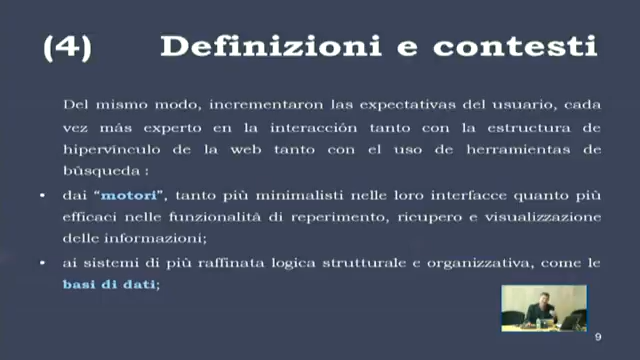 (4) Definizioni e contesti
Del mismo modo, incrementaron las expectativas del usuario, cada
vez más experto en la interacción tanto con la estructura de
hipervínculo de la web tanto con el uso de herramientas de
búsqueda :
• dai “motori”, tanto più minimalisti nelle loro interfacce quanto più
efficaci nelle funzionalità di reperimento, ricupero e visualizzazione
delle informazioni;
• ai sistemi di più raffinata logica strutturale e organizzativa, come le
basi di dati;
9